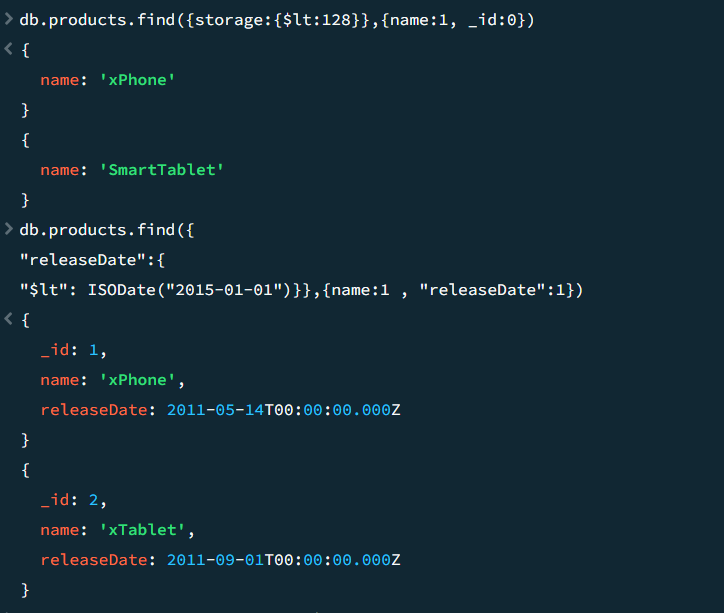 > db.products.find({storage:{$lt:128}},{name:1, _id:0})
< {
name: 'xPhone'
}
{
name: 'SmartTablet'
}
> db.products.find({
"releaseDate":{
"$lt": ISODate("2015-01-01")}},{name:1 , "releaseDate":1})
< {
_id: 1,
name: 'xPhone',
releaseDate: 2011-05-14T00:00:00.000Z
}
{
_id: 2,
name: 'xTablet',
releaseDate: 2011-09-01T00:00:00.000Z
}